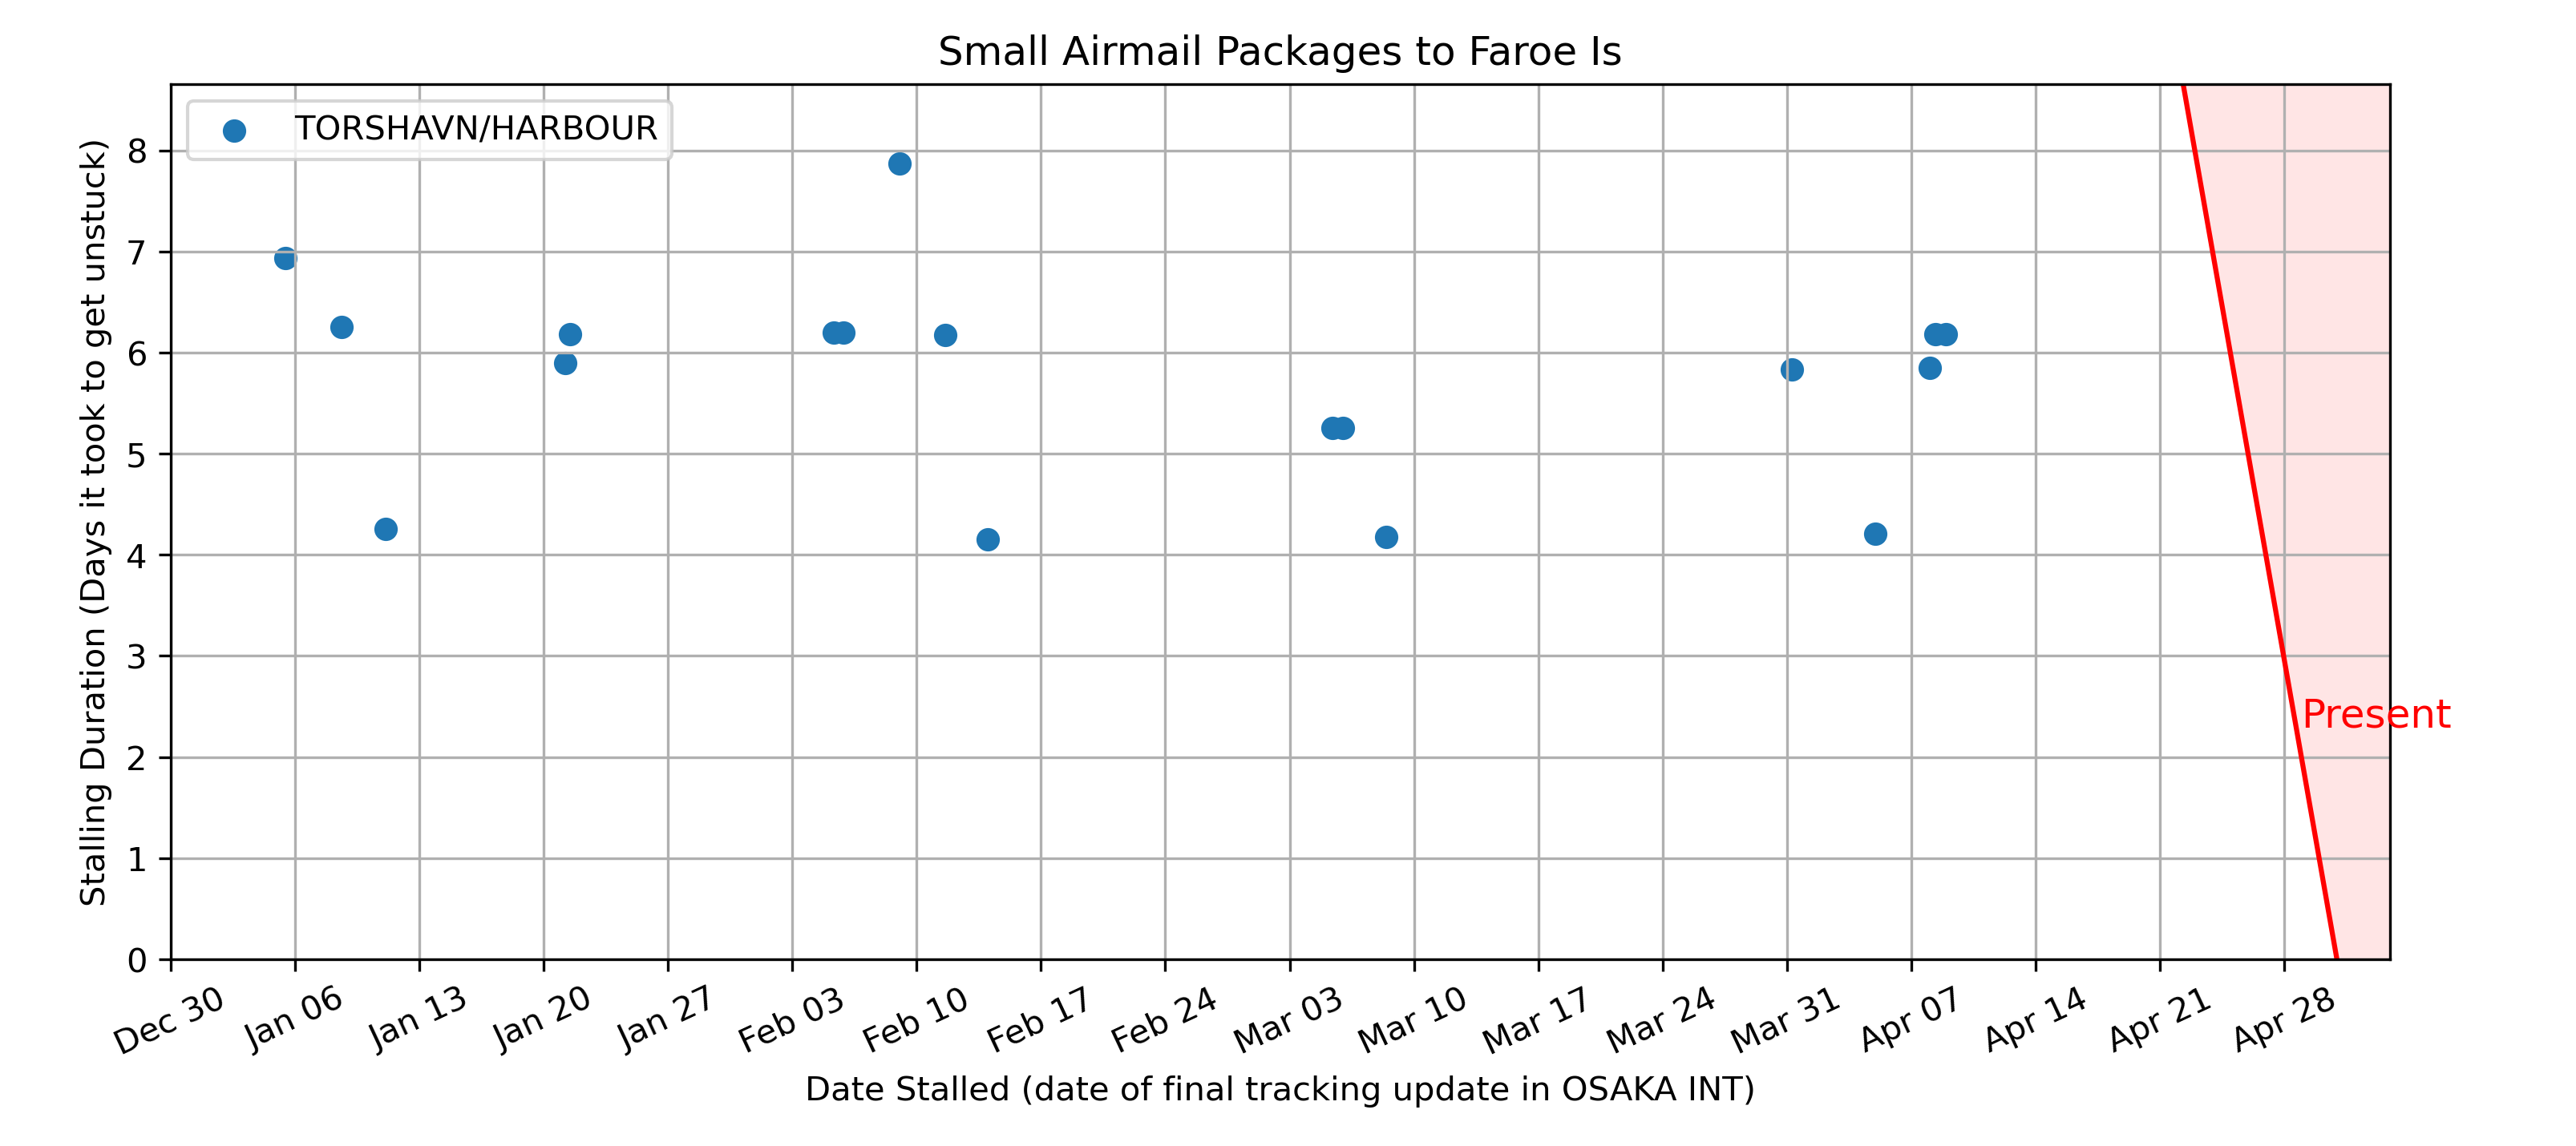 Small Airmail Packages to Faroe Is
TORSHAVN/HARBOUR
Stalling Duration (Days it took to get unstuck)
8
7
6
5
4
3
2
1
0
Present
Dec 30
Jan 06
Jan 13
Jan 20
Jan 27
Feb 03
Feb 10
Feb 17
Feb 24
Mar 03
Mar 10
Mar 17
Mar 24
Mar 31
Apr 07
Apr 14
Apr 21
Apr 28
Date Stalled (date of final tracking update in OSAKA INT)